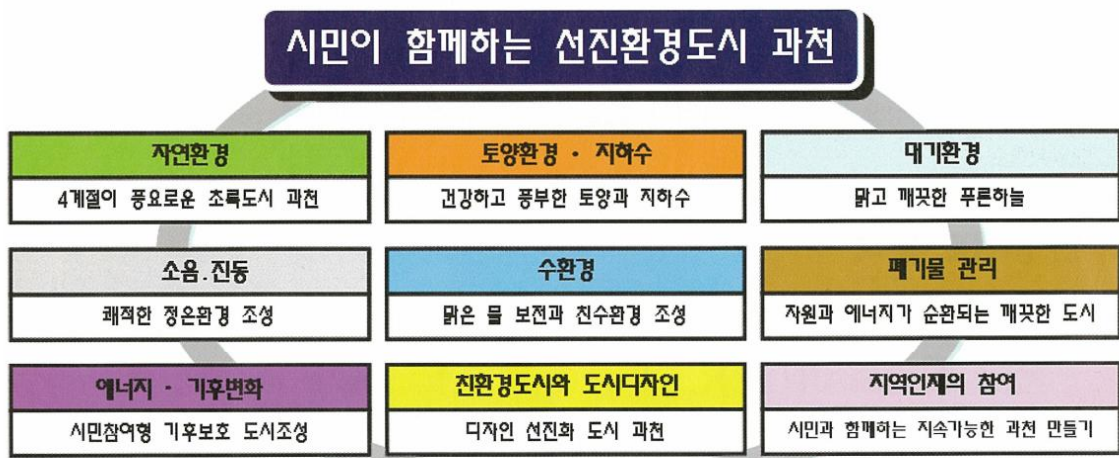 시민이 함께하는 선진환경도시 과천
자연환경
4계절이 풍요로운 초록도시 과천
토양환경 · 지하수
건강하고 풍부한 토양과 지하수
대기환경
맑고 깨끗한 푸른하늘
소음.진동
쾌적한 정온환경 조성
수환경
맑은 물 보전과 친수환경 조성
폐기물 관리
자원과 에너지가 순환되는 깨끗한 도시
에너지 · 기후변화
시민참여형 기후보호 도시조성
친환경도시와 도시디자인
디자인 선진화 도시 과천
지역인재의 참여
시민과 함께하는 지속가능한 과천 만들기